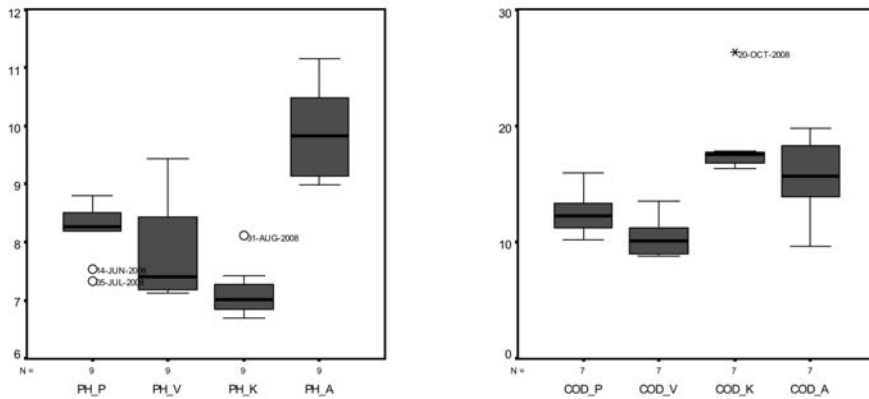 12
11
10
9
8
7
6
14-JUN-2008
05-JUL-2008
31-AUG-2008
N = 9 9 9 9
PH_P PH_V PH_K PH_A
30
20
10
0
20-OCT-2008
N = 7 7 7 7
COD_P COD_V COD_K COD_A